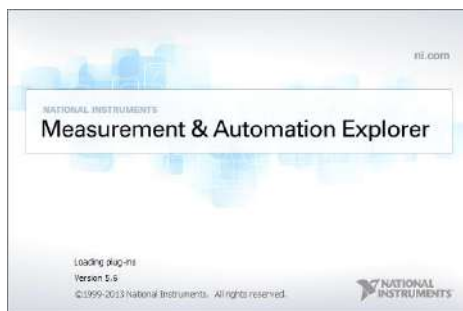 ni.com
NATIONAL INSTRUMENTS
Measurement & Automation Explorer
Loading plug-ins
Version 5.6
©1999-2013 National Instruments. All rights reserved.
NATIONAL
INSTRUMENTS